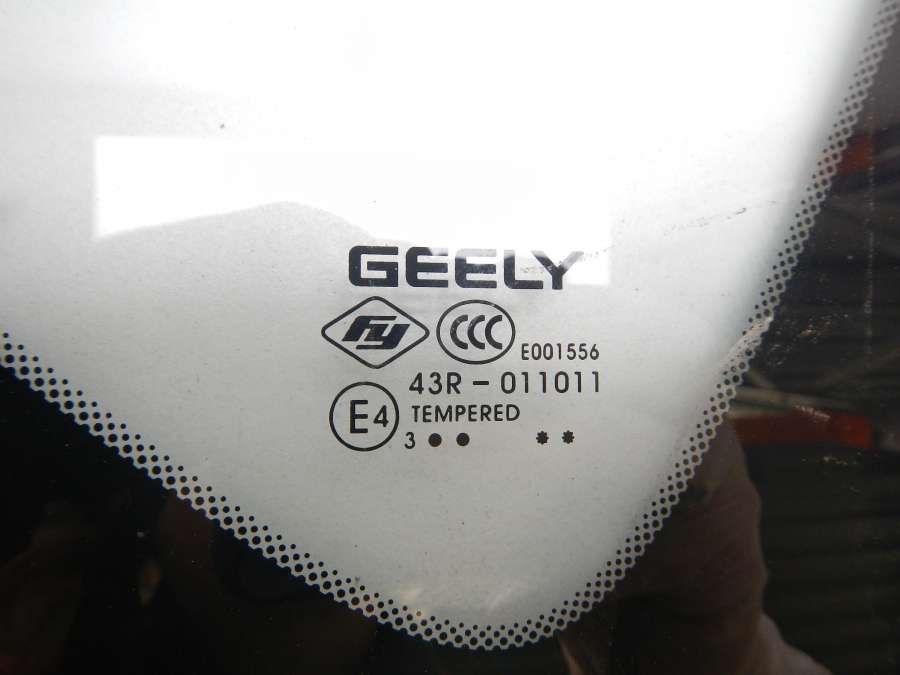 GEELY
fy CCC E001556
43R - 011011
E4 TEMPERED
3 ●● ✱✱